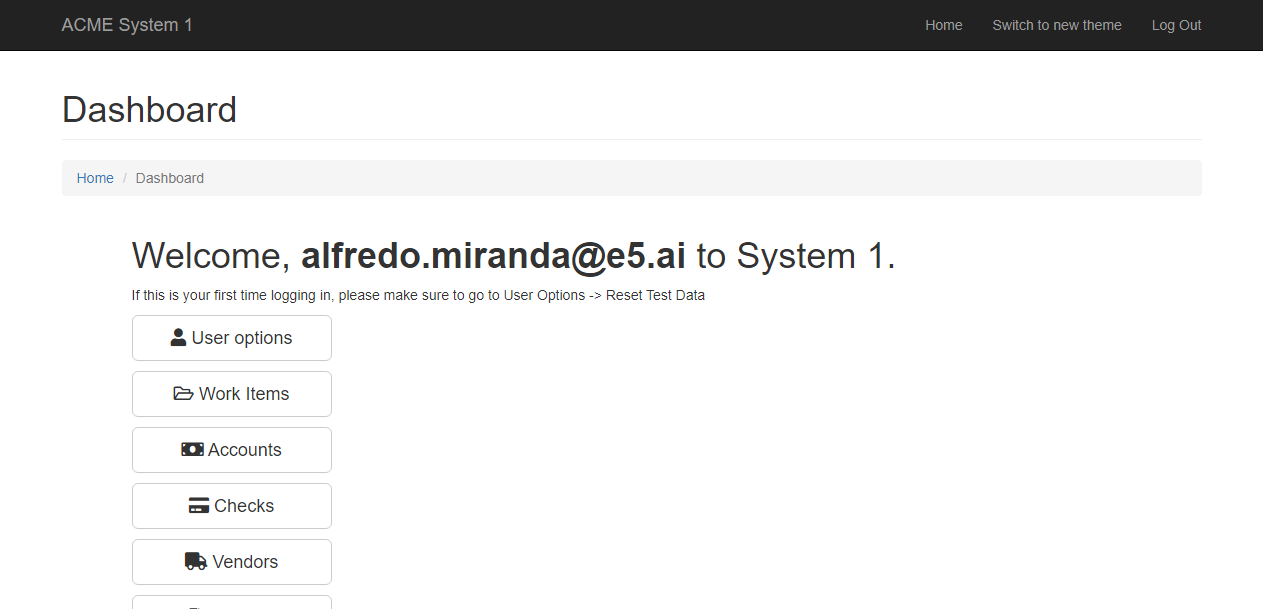 ACME System 1
Home Switch to new theme Log Out
Dashboard
Home / Dashboard
Welcome, alfredo.miranda@e5.ai to System 1.
If this is your first time logging in, please make sure to go to User Options -> Reset Test Data
User options
Work Items
Accounts
Checks
Vendors